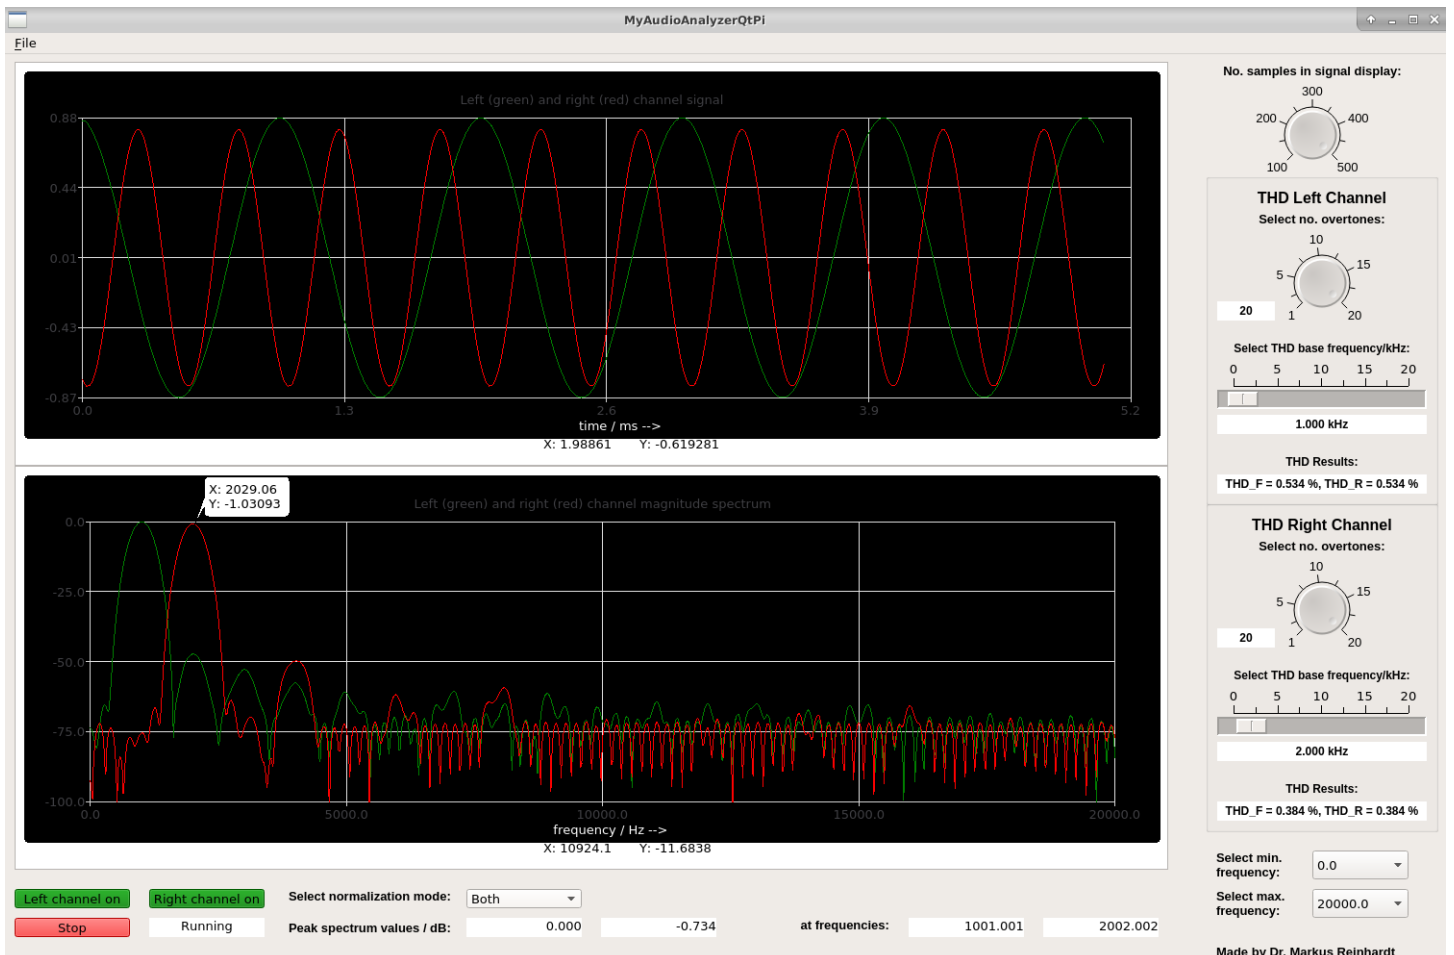 MyAudioAnalyzerQtPi
File
Left (green) and right (red) channel signal
0.88
0.44
0.01
-0.43
-0.87
0.0 1.3 2.6 3.9 5.2
time / ms -->
X: 1.98861 Y: -0.619281
X: 2029.06
Y: -1.03093
Left (green) and right (red) channel magnitude spectrum
0.0
-25.0
-50.0
-75.0
-100.0
0.0 5000.0 10000.0 15000.0 20000.0
frequency / Hz -->
X: 10924.1 Y: -11.6838
No. samples in signal display:
300
200 400
100 500
THD Left Channel
Select no. overtones:
10
5 15
20
1 20
Select THD base frequency/kHz:
0 5 10 15 20
1.000 kHz
THD Results:
THD_F = 0.534 %, THD_R = 0.534 %
THD Right Channel
Select no. overtones:
10
5 15
20
1 20
Select THD base frequency/kHz:
0 5 10 15 20
2.000 kHz
THD Results:
THD_F = 0.384 %, THD_R = 0.384 %
Select min.
frequency:
0.0
Select max.
frequency:
20000.0
Left channel on Right channel on Select normalization mode: Both
Stop Running Peak spectrum values / dB: 0.000 -0.734 at frequencies: 1001.001 2002.002
Made by Dr. Markus Reinhardt